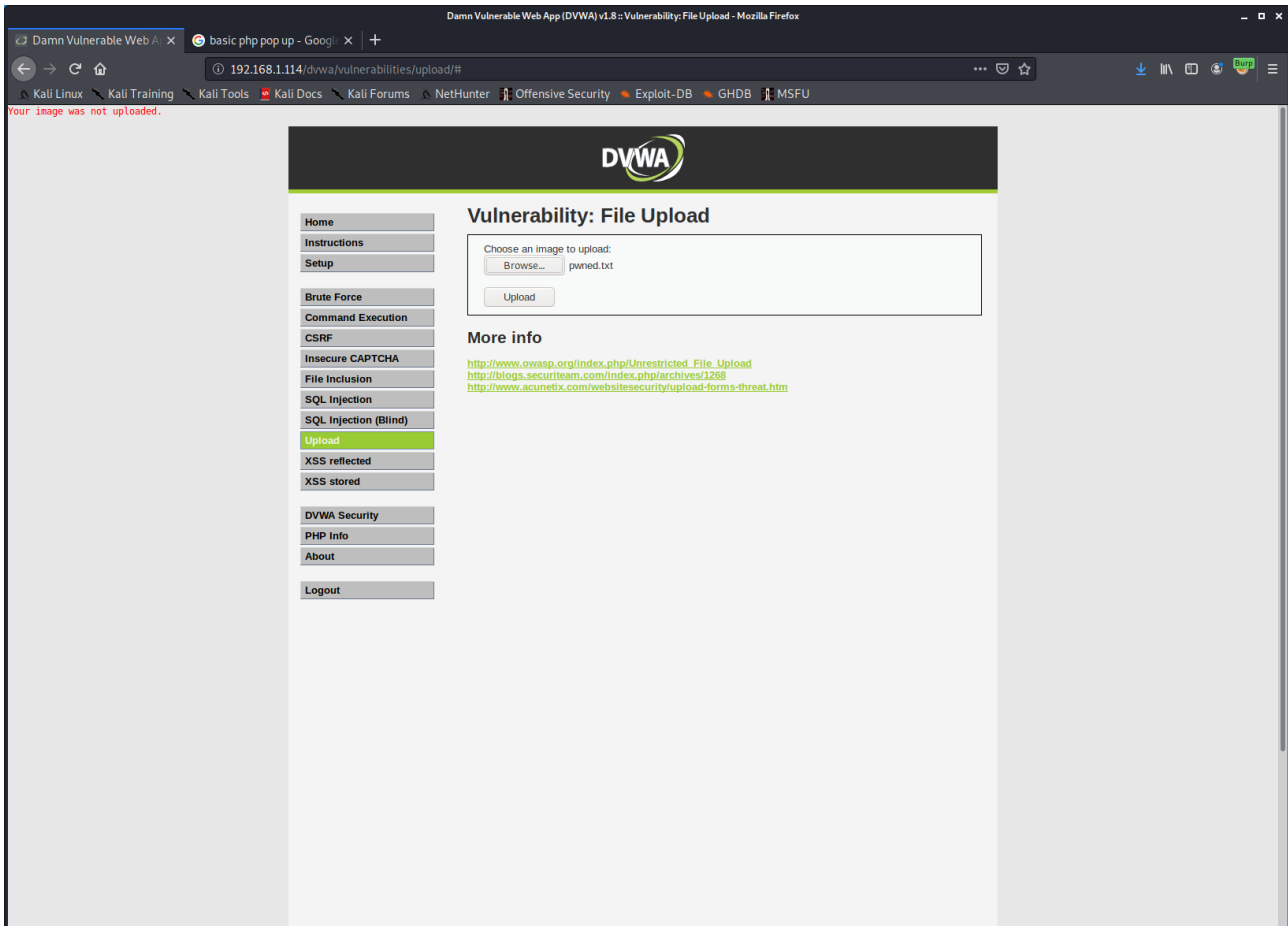 Damn Vulnerable Web App (DVWA) v1.8 :: Vulnerability: File Upload - Mozilla Firefox
Damn Vulnerable Web A
basic php pop up - Googl
192.168.1.114/dvwa/vulnerabilities/upload/#
Burp
Kali Linux Kali Training Kali Tools Kali Docs Kali Forums NetHunter Offensive Security Exploit-DB GHDB MSFU
Your image was not uploaded.
DVWA
Home
Instructions
Setup
Brute Force
Command Execution
CSRF
Insecure CAPTCHA
File Inclusion
SQL Injection
SQL Injection (Blind)
Upload
XSS reflected
XSS stored
DVWA Security
PHP Info
About
Logout
Vulnerability: File Upload
Choose an image to upload:
Browse… pwned.txt
Upload
More info
http://www.owasp.org/index.php/Unrestricted_File_Upload
http://blogs.securiteam.com/index.php/archives/1268
http://www.acunetix.com/websitesecurity/upload-forms-threat.htm